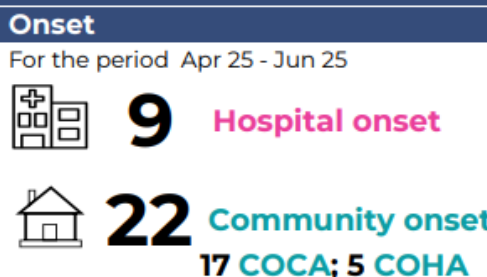 Onset
For the period Apr 25 - Jun 25
9 Hospital onset
22 Community onset
17 COCA; 5 COHA